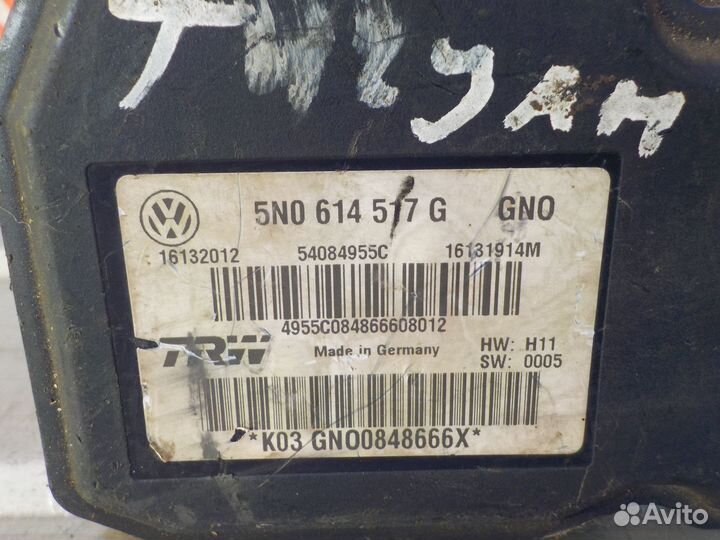 5N0 614 517 G GNO
16132012 54084955C 16131914M
4955C084866608012
TRW Made in Germany HW: H11
SW: 0005
*K03 GNO0848666X*
Avito